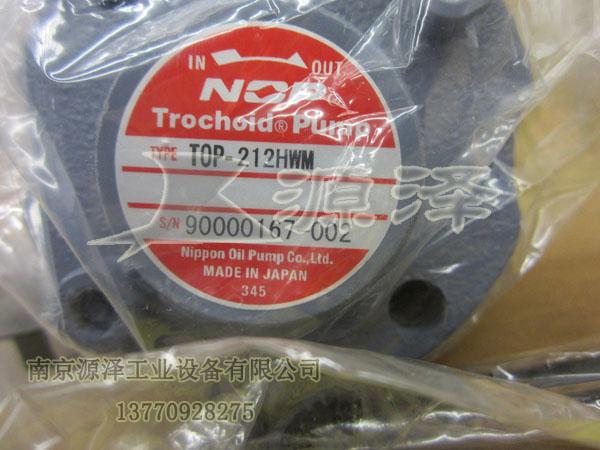 IN OUT
NOP
Trochoid® Pump
TYPE TOP-212HWM
源泽
S/N 90000167-002
Nippon Oil Pump Co.,Ltd.
MADE IN JAPAN
345
南京源泽工业设备有限公司
13770928275